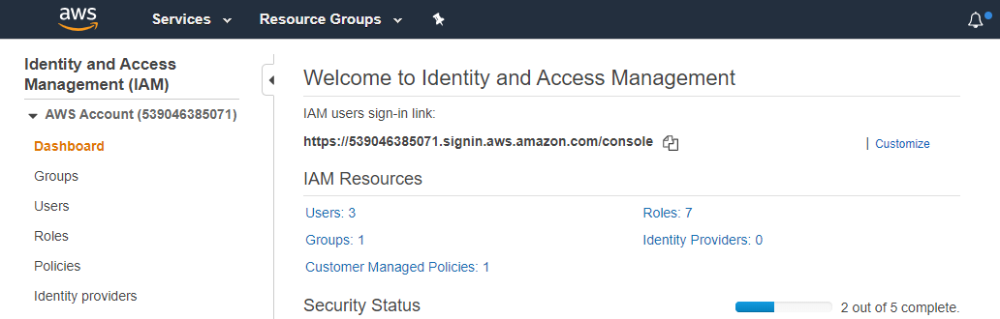 aws
Services
Resource Groups
Identity and Access
Management (IAM)
AWS Account (539046385071)
Dashboard
Groups
Users
Roles
Policies
Identity providers
Welcome to Identity and Access Management
IAM users sign-in link:
https://539046385071.signin.aws.amazon.com/console
Customize
IAM Resources
Users: 3
Roles: 7
Groups: 1
Identity Providers: 0
Customer Managed Policies: 1
Security Status
2 out of 5 complete.